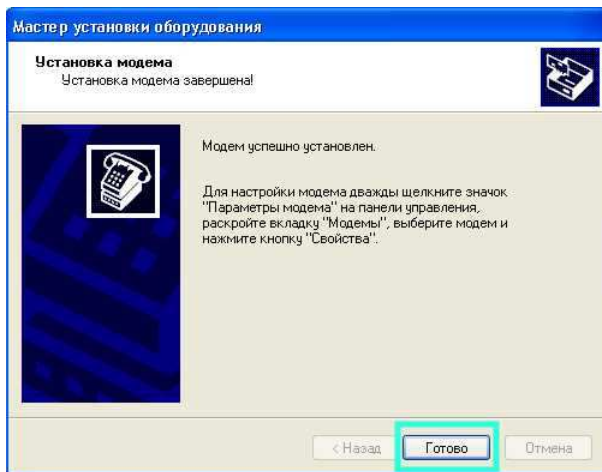 Мастер установки оборудования
Установка модема
Установка модема завершена!
Модем успешно установлен.
Для настройки модема дважды щелкните значок
"Параметры модема" на панели управления,
раскройте вкладку "Модемы", выберите модем и
нажмите кнопку "Свойства".
< Назад
Готово
Отмена